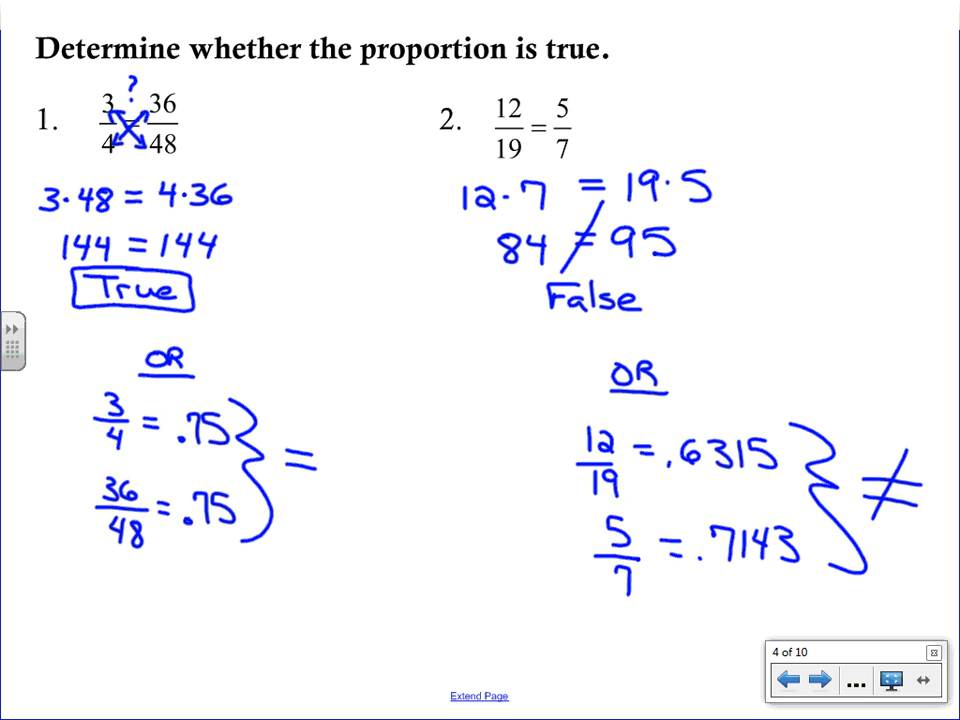 Determine whether the proportion is true.
1. 3/4 = 36/48
?
3·48 = 4·36
144 = 144
True
OR
3/4 = .75
36/48 = .75
=
2. 12/19 = 5/7
12·7 = 19·5
84 ≠ 95
False
OR
12/19 = .6315
5/7 = .7143
≠
4 of 10
...
Extend Page